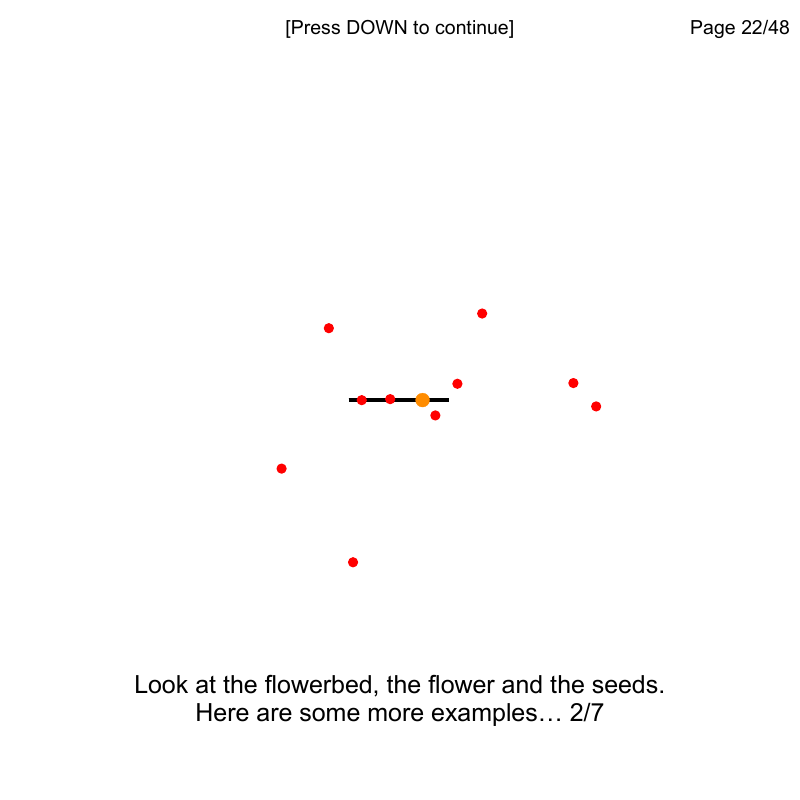 [Press DOWN to continue]
Page 22/48
Look at the flowerbed, the flower and the seeds.
Here are some more examples… 2/7